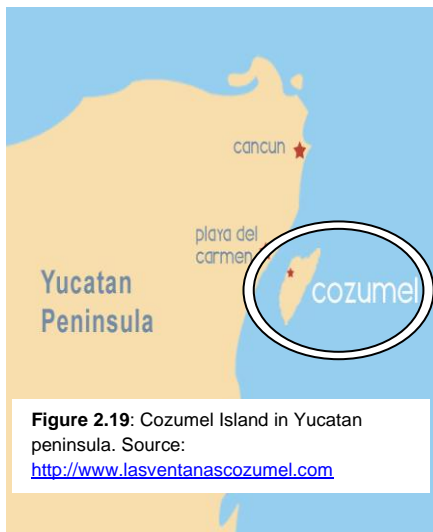 cancun
playa del
carmen
cozumel
Yucatan
Peninsula
Figure 2.19: Cozumel Island in Yucatan
peninsula. Source:
http://www.lasventanascozumel.com